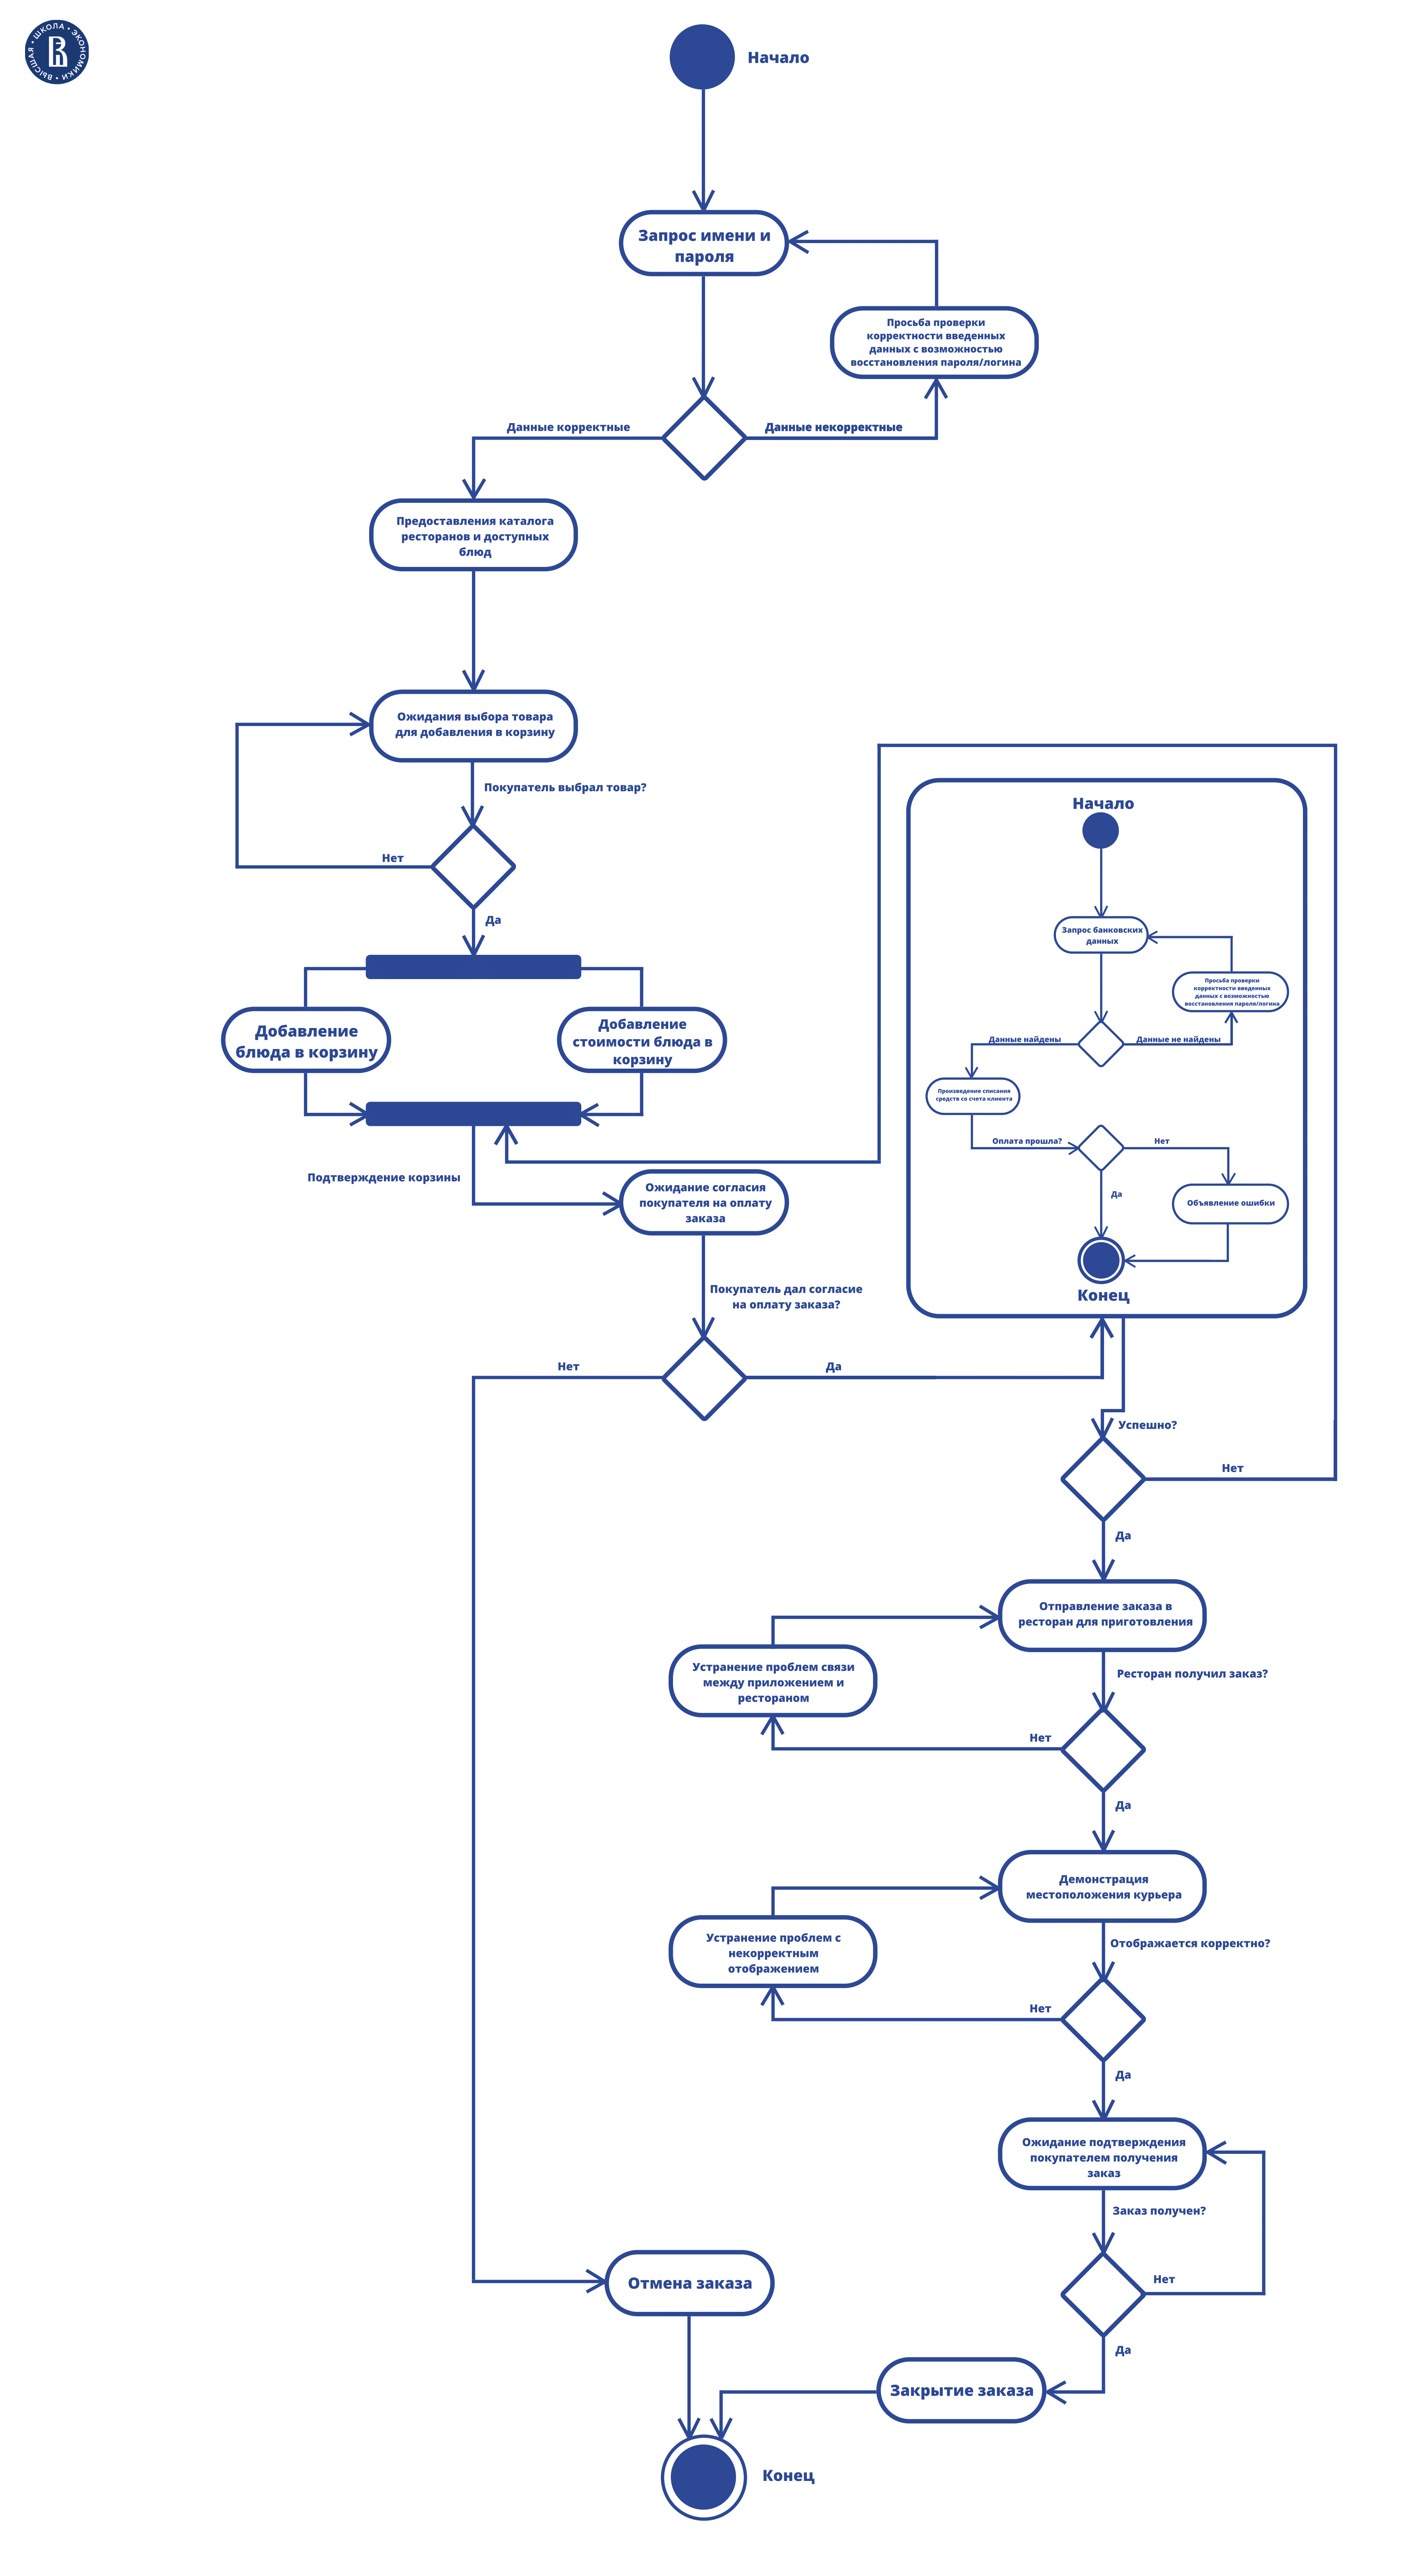 ВЫСШАЯ • ШКОЛА • ЭКОНОМИКИ •
Начало
Запрос имени и
пароля
Просьба проверки
корректности введенных
данных с возможностью
восстановления пароля/логина
Данные корректные
Данные некорректные
Предоставления каталога
ресторанов и доступных
блюд
Ожидания выбора товара
для добавления в корзину
Покупатель выбрал товар?
Нет
Да
Добавление
блюда в корзину
Добавление
стоимости блюда в
корзину
Подтверждение корзины
Ожидание согласия
покупателя на оплату
заказа
Покупатель дал согласие
на оплату заказа?
Нет
Да
Начало
Запрос банковских
данных
Просьба проверки
корректности введенных
данных с возможностью
восстановления пароля/логина
Данные найдены
Данные не найдены
Произведение списания
средств со счета клиента
Оплата прошла?
Нет
Да
Объявление ошибки
Конец
Успешно?
Нет
Да
Отправление заказа в
ресторан для приготовления
Устранение проблем связи
между приложением и
рестораном
Ресторан получил заказ?
Нет
Да
Демонстрация
местоположения курьера
Устранение проблем с
некорректным
отображением
Отображается корректно?
Нет
Да
Ожидание подтверждения
покупателем получения
заказ
Заказ получен?
Нет
Да
Отмена заказа
Закрытие заказа
Конец